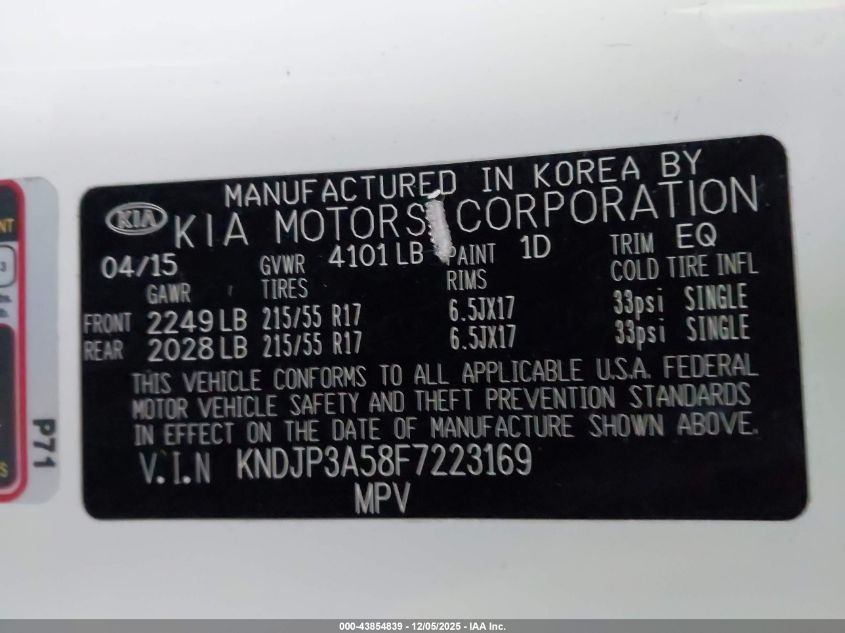 MANUFACTURED IN KOREA BY
KIA KIA MOTORS CORPORATION
04/15 GVWR 4101 LB PAINT 1D TRIM EQ
GAWR TIRES RIMS COLD TIRE INFL
FRONT 2249 LB 215/55 R17 6.5JX17 33psi SINGLE
REAR 2028 LB 215/55 R17 6.5JX17 33psi SINGLE
THIS VEHICLE CONFORMS TO ALL APPLICABLE U.S.A. FEDERAL
MOTOR VEHICLE SAFETY AND THEFT PREVENTION STANDARDS
IN EFFECT ON THE DATE OF MANUFACTURE SHOWN ABOVE.
V.I.N KNDJP3A58F7223169
MPV
P71
NT
3
S
000-43854839 - 12/05/2025 - IAA Inc.